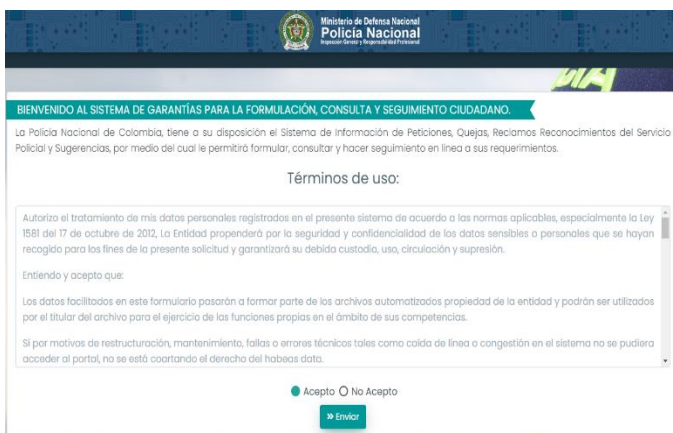 Ministerio de Defensa Nacional
Policía Nacional
Inspección General y Responsabilidad Profesional
BIENVENIDO AL SISTEMA DE GARANTÍAS PARA LA FORMULACIÓN, CONSULTA Y SEGUIMIENTO CIUDADANO.
La Policía Nacional de Colombia, tiene a su disposición el Sistema de Información de Peticiones, Quejas, Reclamos Reconocimientos del Servicio
Policial y Sugerencias, por medio del cual le permitirá formular, consultar y hacer seguimiento en línea a sus requerimientos.
Términos de uso:
Autorizo el tratamiento de mis datos personales registrados en el presente sistema de acuerdo a las normas aplicables, especialmente la Ley
1581 del 17 de octubre de 2012, La Entidad propenderá por la seguridad y confidencialidad de los datos sensibles o personales que se hayan
recogido para los fines de la presente solicitud y garantizará su debida custodia, uso, circulación y supresión.
Entiendo y acepto que:
Los datos facilitados en este formulario pasarán a formar parte de los archivos automatizados propiedad de la entidad y podrán ser utilizados
por el titular del archivo para el ejercicio de las funciones propias en el ámbito de sus competencias.
Si por motivos de restructuración, mantenimiento, fallas o errores técnicos tales como caída de línea o congestión en el sistema no se pudiera
acceder al portal, no se está coartando el derecho del habeas data.
Acepto No Acepto
» Enviar